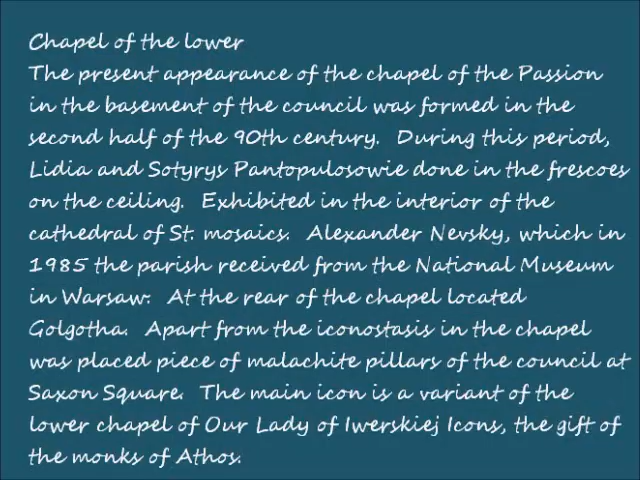 Chapel of the lower
The present appearance of the chapel of the Passion
in the basement of the council was formed in the
second half of the 90th century. During this period,
Lidia and Sotyrys Pantopulosowie done in the frescoes
on the ceiling. Exhibited in the interior of the
cathedral of St. mosaics. Alexander Nevsky, which in
1985 the parish received from the National Museum
in Warsaw. At the rear of the chapel located
Golgotha. Apart from the iconostasis in the chapel
was placed piece of malachite pillars of the council at
Saxon Square. The main icon is a variant of the
lower chapel of Our Lady of Iwerskiej Icons, the gift of
the monks of Athos.